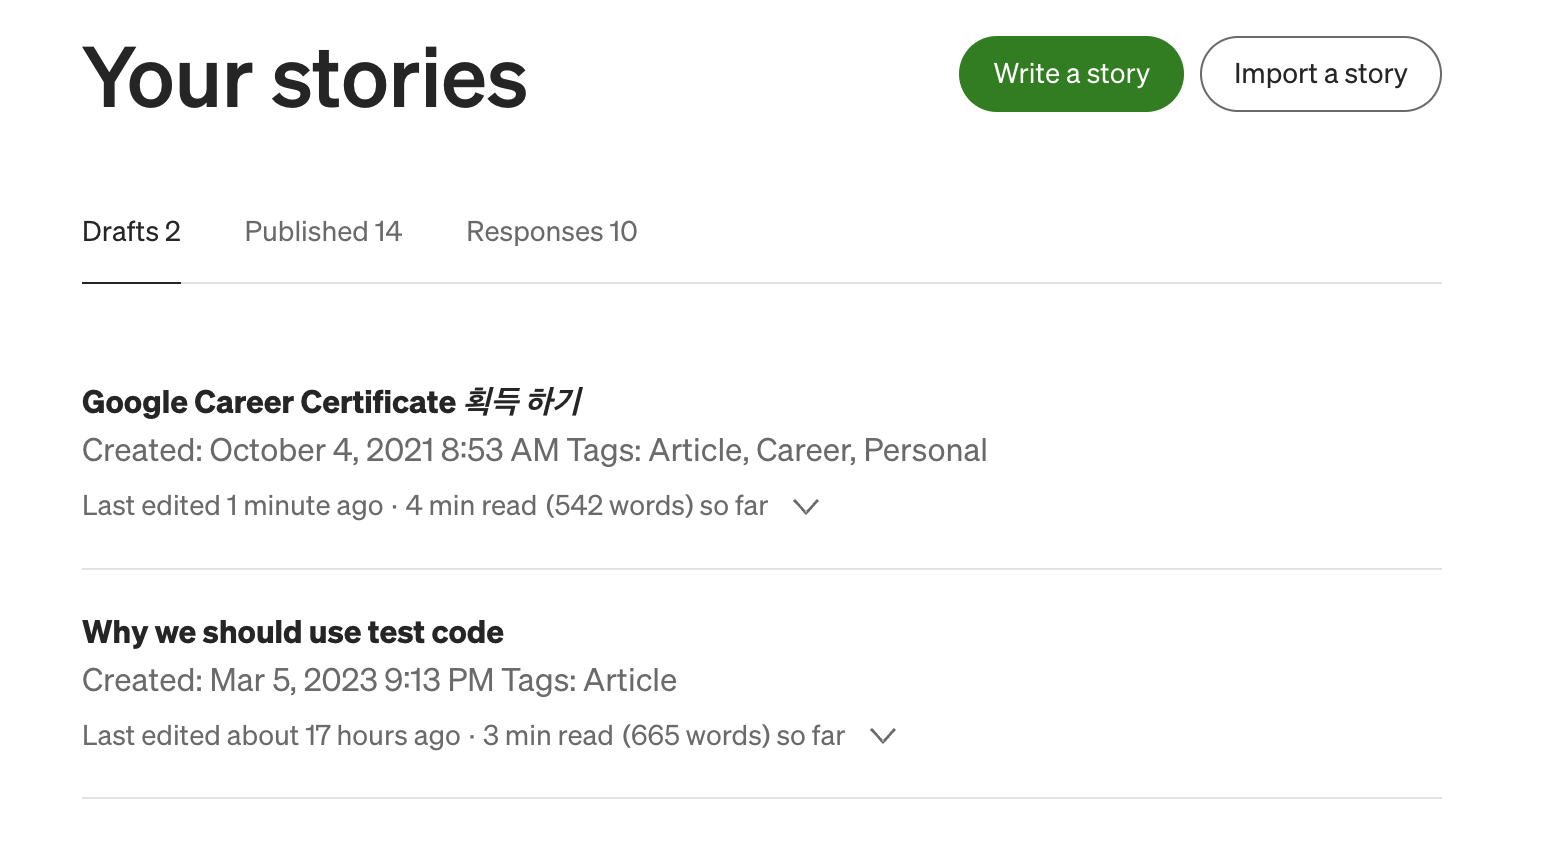 Your stories
Write a story
Import a story
Drafts 2
Published 14
Responses 10
Google Career Certificate 획득 하기
Created: October 4, 2021 8:53 AM Tags: Article, Career, Personal
Last edited 1 minute ago · 4 min read (542 words) so far
Why we should use test code
Created: Mar 5, 2023 9:13 PM Tags: Article
Last edited about 17 hours ago · 3 min read (665 words) so far